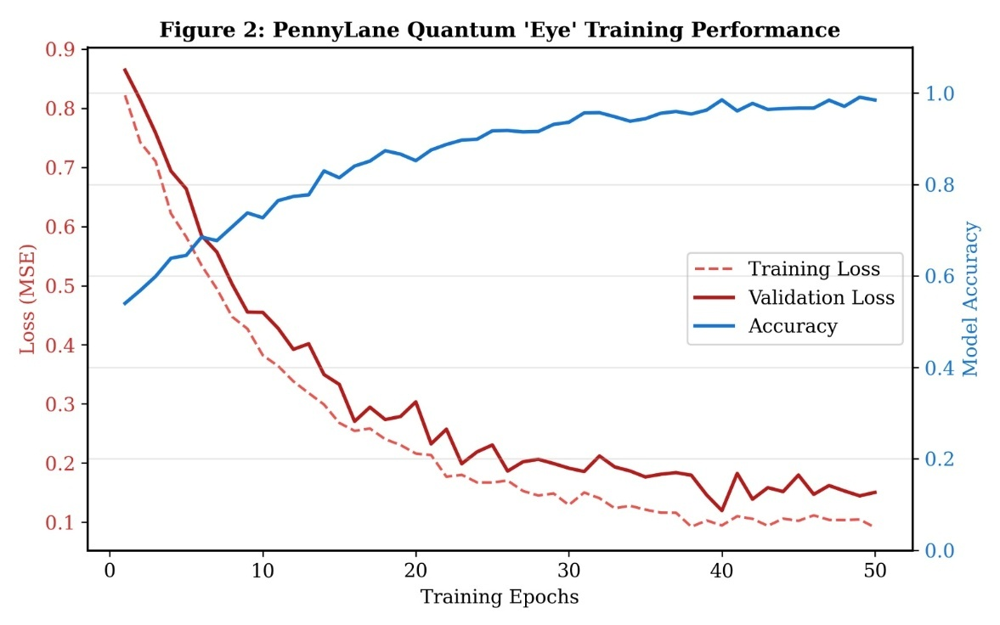 Figure 2: PennyLane Quantum 'Eye' Training Performance
0.9
0.8
0.7
0.6
0.5
0.4
0.3
0.2
0.1
Loss (MSE)
1.0
0.8
0.6
0.4
0.2
0.0
Model Accuracy
Training Loss
Validation Loss
Accuracy
0 10 20 30 40 50
Training Epochs